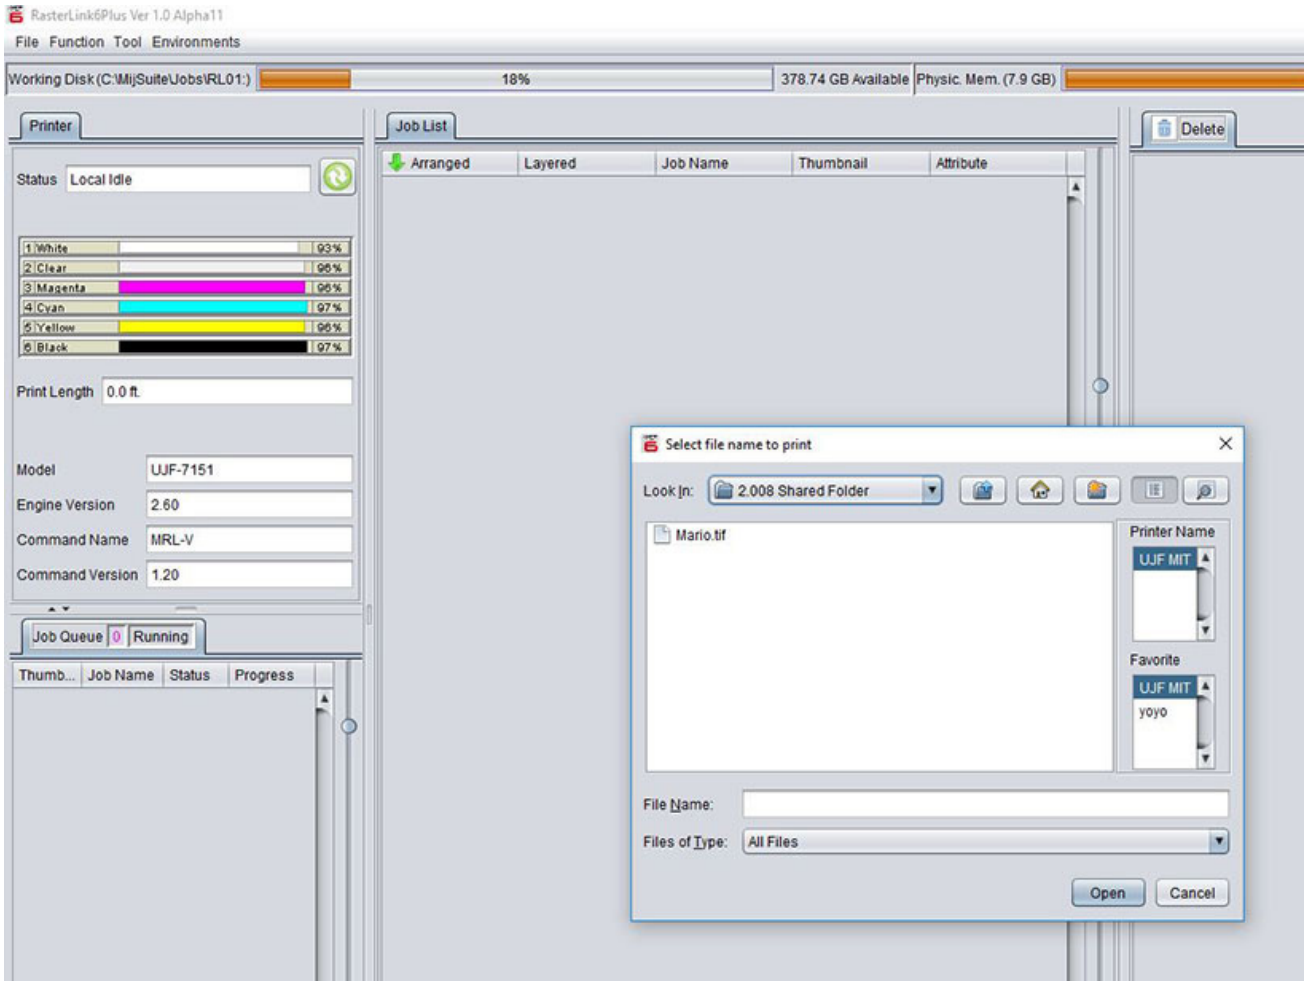 RasterLink6Plus Ver 1.0 Alpha11
File Function Tool Environments
Working Disk (C:\MijSuite\Jobs\RL01:) 18% 378.74 GB Available Physic. Mem. (7.9 GB)
Printer
Status Local Idle
1 White 93%
2 Clear 96%
3 Magenta 96%
4 Cyan 97%
5 Yellow 96%
6 Black 97%
Print Length 0.0 ft.
Model UJF-7151
Engine Version 2.60
Command Name MRL-V
Command Version 1.20
Job Queue 0 Running
Thumb... Job Name Status Progress
Job List
Arranged Layered Job Name Thumbnail Attribute
Delete
Select file name to print
Look In: 2.008 Shared Folder
Mario.tif
Printer Name
UJF MIT
Favorite
UJF MIT
yoyo
File Name:
Files of Type: All Files
Open Cancel